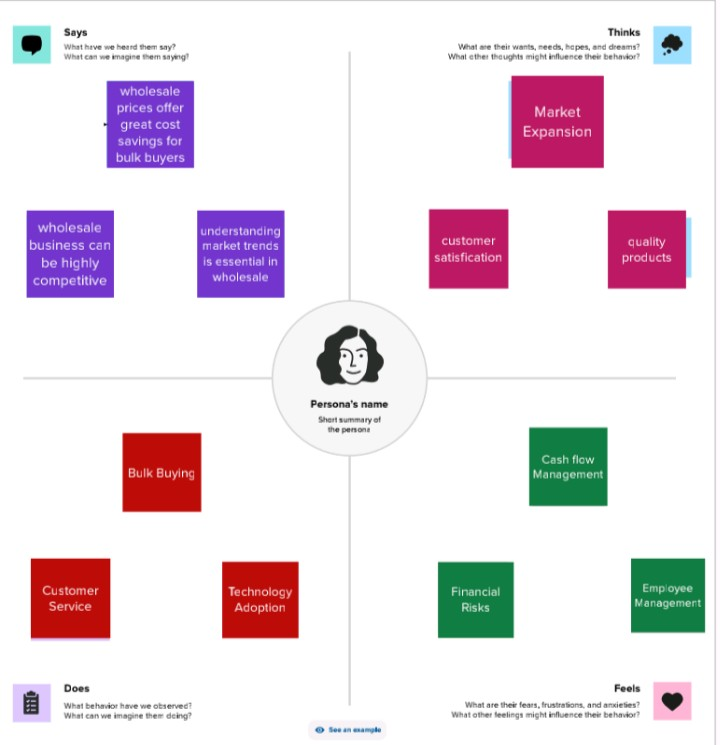 Says
What have we heard them say?
What can we imagine them saying?
Thinks
What are their wants, needs, hopes, and dreams?
What other thoughts might influence their behavior?
wholesale
prices offer
great cost
savings for
bulk buyers
Market
Expansion
wholesale
business can
be highly
competitive
understanding
market trends
is essential in
wholesale
customer
satisfication
quality
products
Persona's name
Short summary of
the persona
Bulk Buying
Cash flow
Management
Customer
Service
Technology
Adoption
Financial
Risks
Employee
Management
Does
What behavior have we observed?
What can we imagine them doing?
Feels
What are their fears, frustrations, and anxieties?
What other feelings might influence their behavior?
See an example